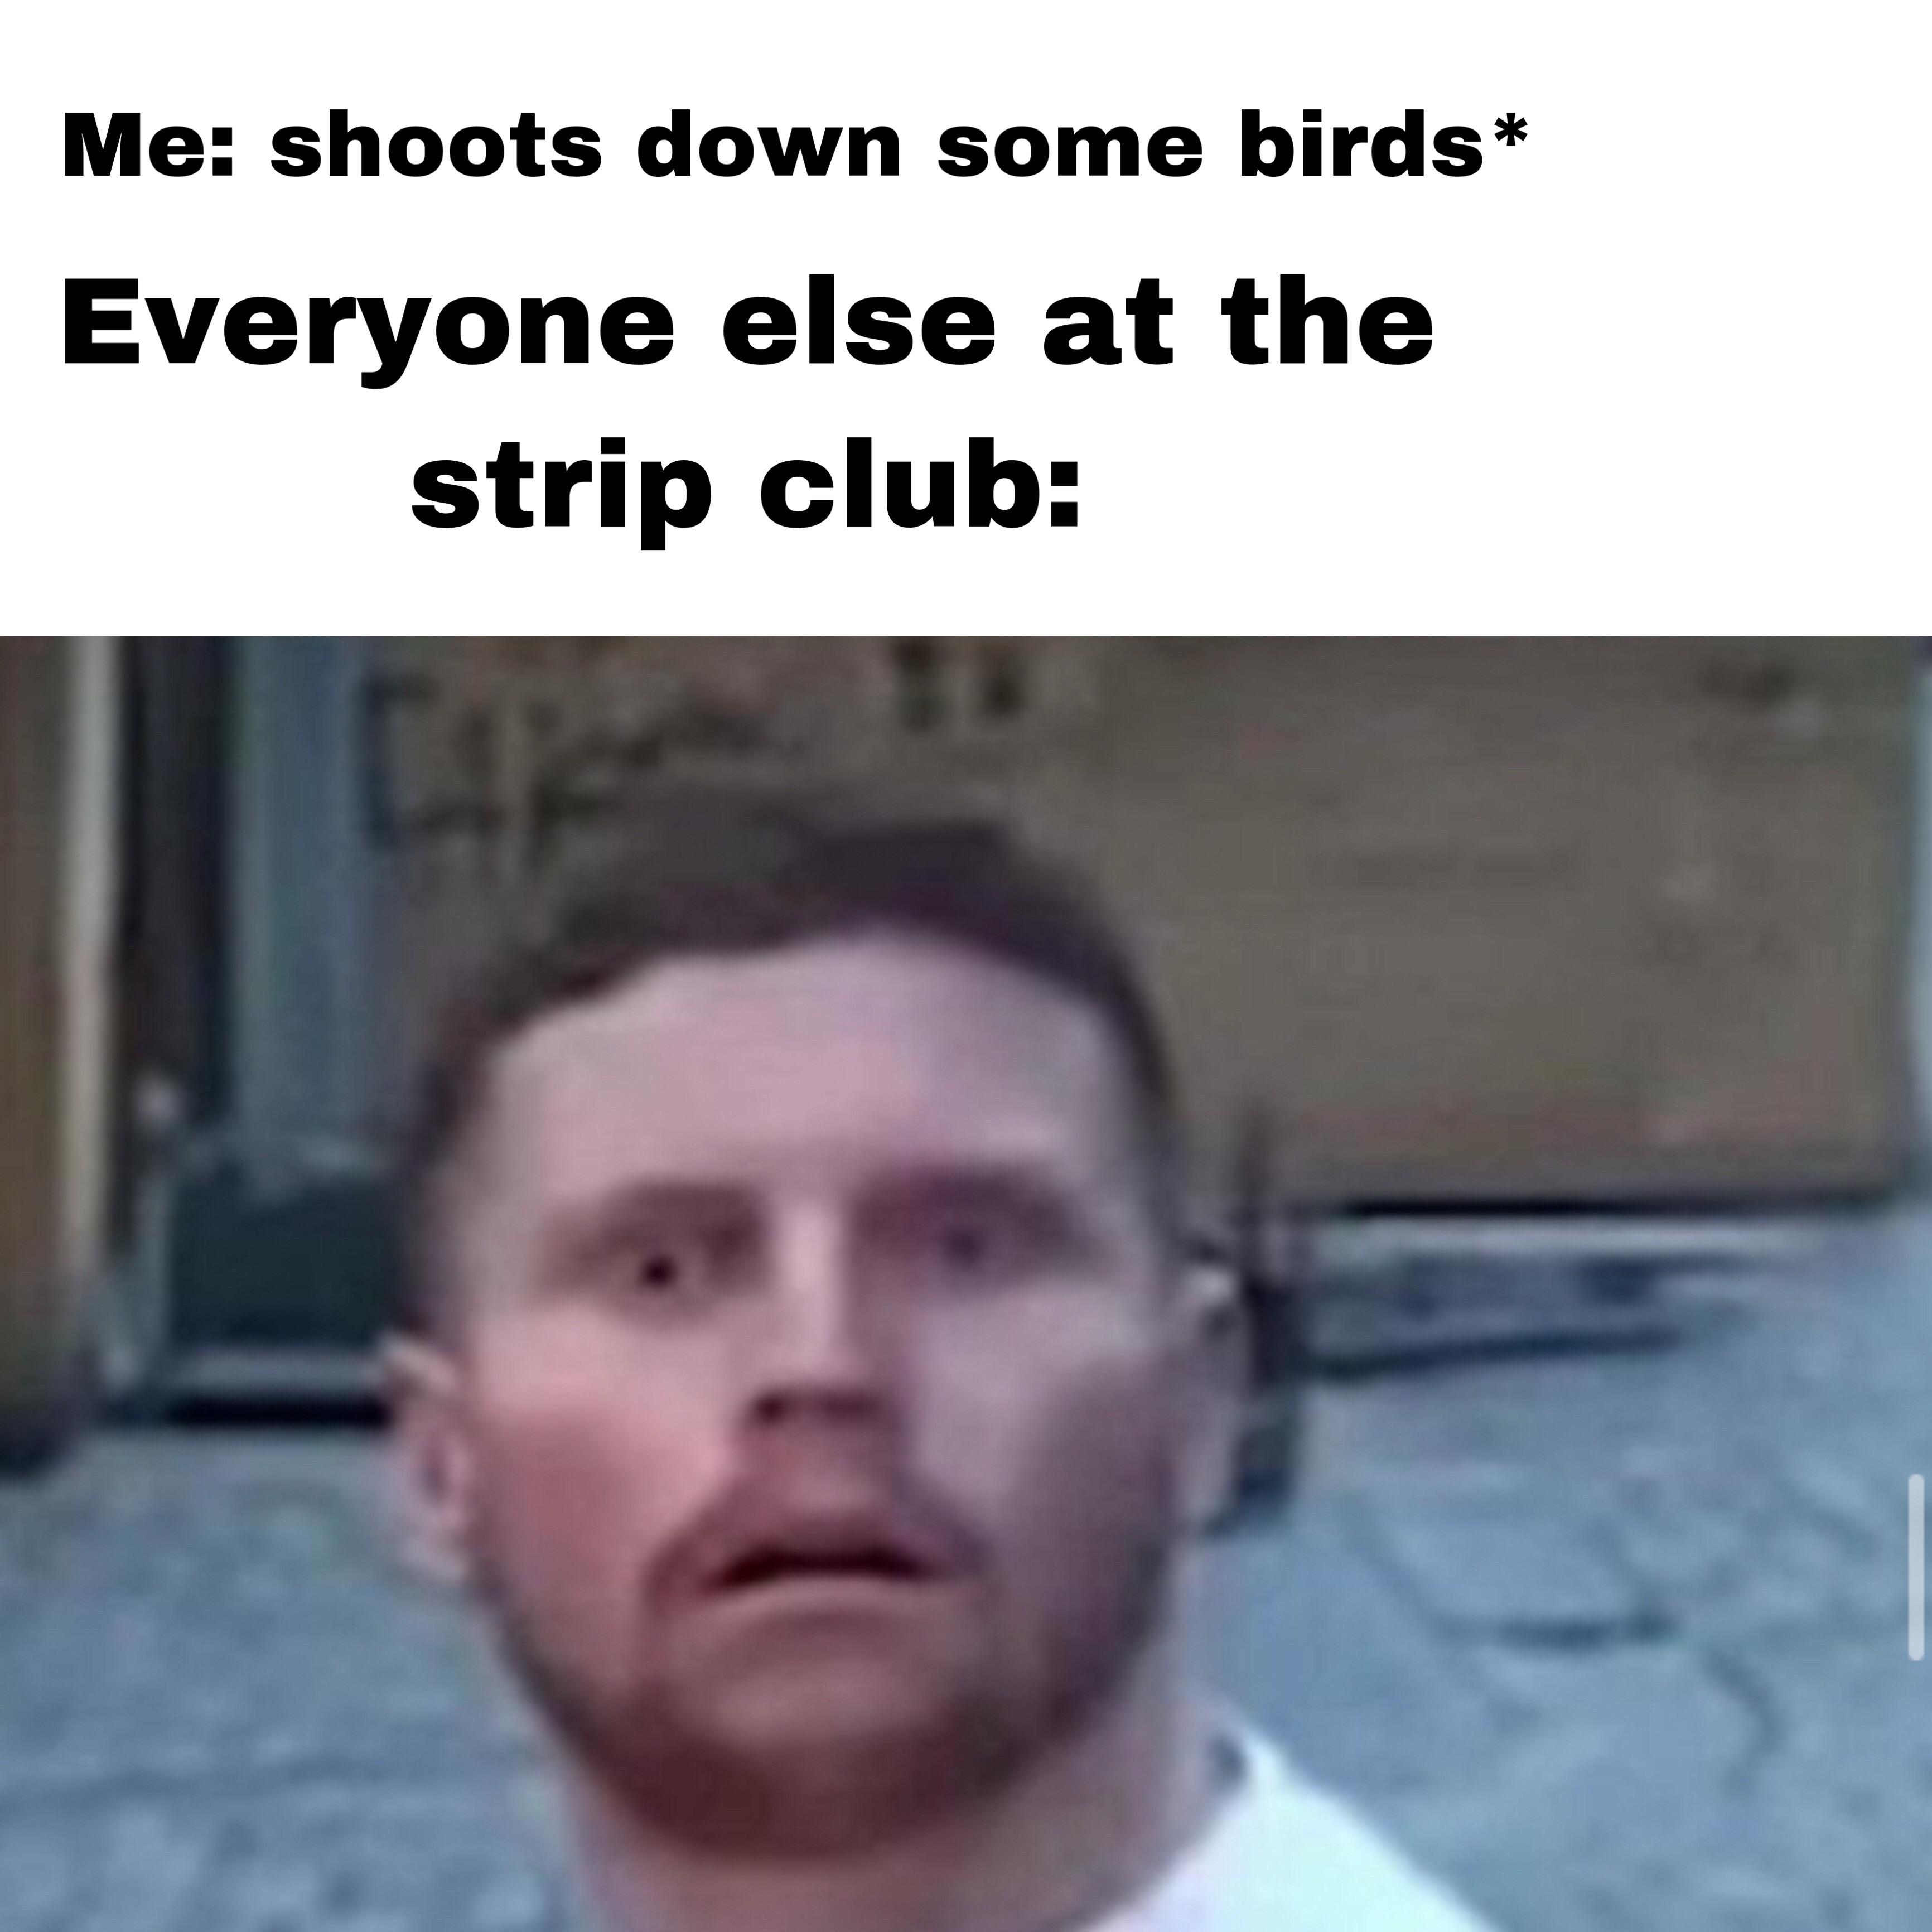 Me: shoots down some birds*
Everyone else at the
strip club: